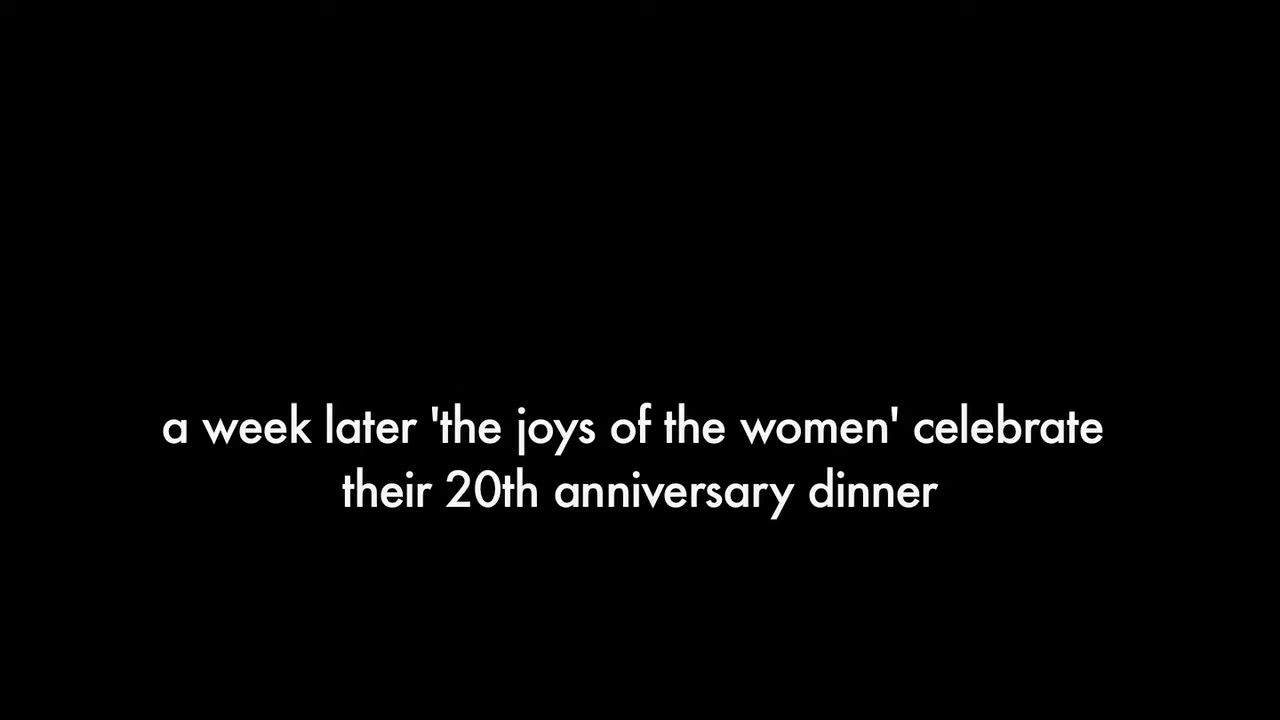 a week later 'the joys of the women' celebrate
their 20th anniversary dinner